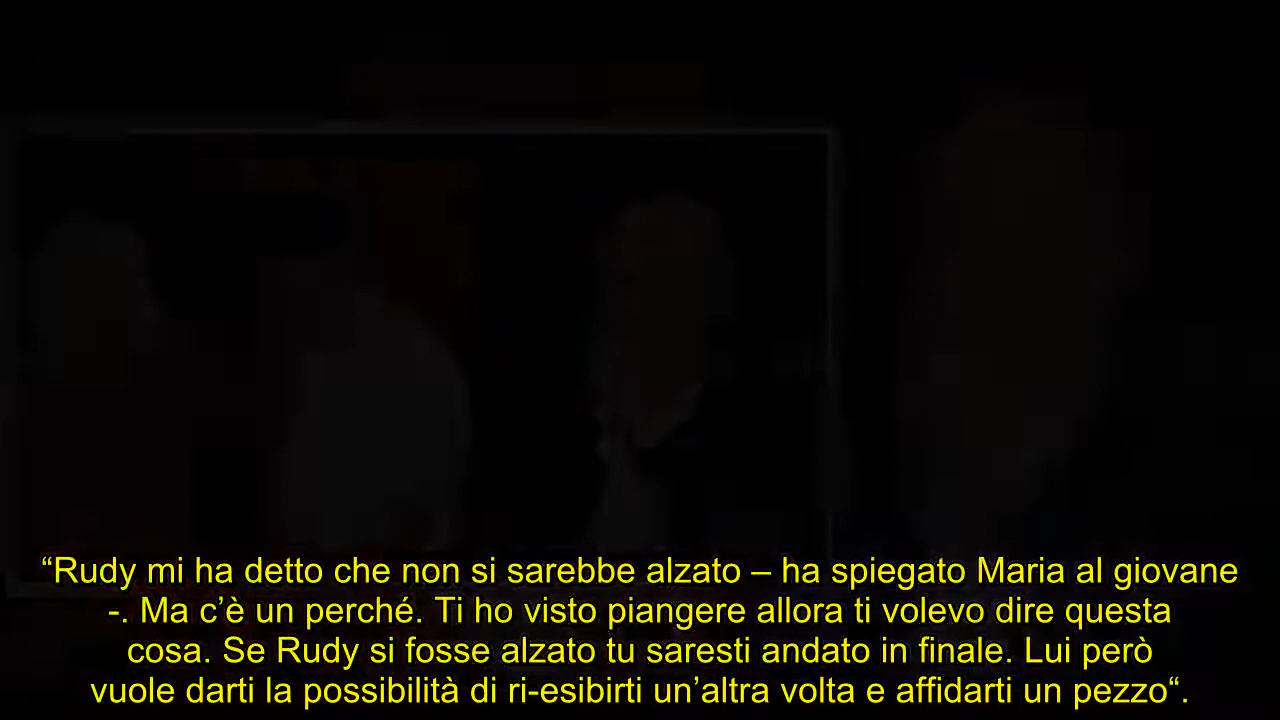 “Rudy mi ha detto che non si sarebbe alzato – ha spiegato Maria al giovane
-. Ma c’è un perché. Ti ho visto piangere allora ti volevo dire questa
cosa. Se Rudy si fosse alzato tu saresti andato in finale. Lui però
vuole darti la possibilità di ri-esibirti un’altra volta e affidarti un pezzo“.